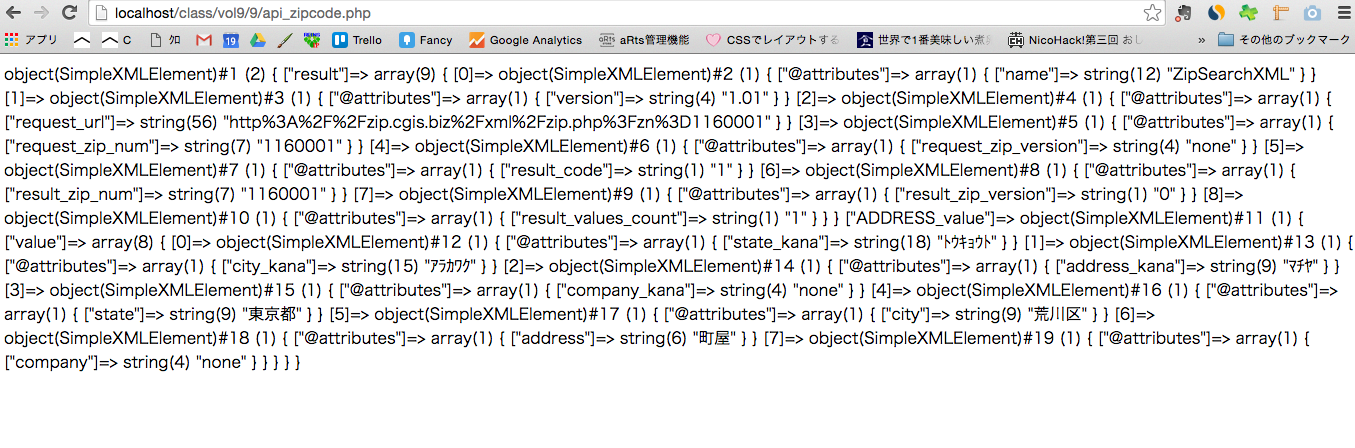 localhost/class/vol9/9/api_zipcode.php
アプリ へ へ C ｸﾛ 19 Trello Fancy Google Analytics aRts aRts管理機能 CSSでレイアウトする 世界で1番美味しい煮 NicoHack!第三回 おし » その他のブックマーク
object(SimpleXMLElement)#1 (2) { ["result"]=> array(9) { [0]=> object(SimpleXMLElement)#2 (1) { ["@attributes"]=> array(1) { ["name"]=> string(12) "ZipSearchXML" } }
[1]=> object(SimpleXMLElement)#3 (1) { ["@attributes"]=> array(1) { ["version"]=> string(4) "1.01" } } [2]=> object(SimpleXMLElement)#4 (1) { ["@attributes"]=> array(1) {
["request_url"]=> string(56) "http%3A%2F%2Fzip.cgis.biz%2Fxml%2Fzip.php%3Fzn%3D1160001" } } [3]=> object(SimpleXMLElement)#5 (1) { ["@attributes"]=> array(1) {
["request_zip_num"]=> string(7) "1160001" } } [4]=> object(SimpleXMLElement)#6 (1) { ["@attributes"]=> array(1) { ["request_zip_version"]=> string(4) "none" } } [5]=>
object(SimpleXMLElement)#7 (1) { ["@attributes"]=> array(1) { ["result_code"]=> string(1) "1" } } [6]=> object(SimpleXMLElement)#8 (1) { ["@attributes"]=> array(1) {
["result_zip_num"]=> string(7) "1160001" } } [7]=> object(SimpleXMLElement)#9 (1) { ["@attributes"]=> array(1) { ["result_zip_version"]=> string(1) "0" } } [8]=>
object(SimpleXMLElement)#10 (1) { ["@attributes"]=> array(1) { ["result_values_count"]=> string(1) "1" } } } ["ADDRESS_value"]=> object(SimpleXMLElement)#11 (1) {
["value"]=> array(8) { [0]=> object(SimpleXMLElement)#12 (1) { ["@attributes"]=> array(1) { ["state_kana"]=> string(18) "ﾄｳｷｮｳﾄ" } } [1]=> object(SimpleXMLElement)#13 (1) {
["@attributes"]=> array(1) { ["city_kana"]=> string(15) "ｱﾗｶﾜｸ" } } [2]=> object(SimpleXMLElement)#14 (1) { ["@attributes"]=> array(1) { ["address_kana"]=> string(9) "ﾏﾁﾔ" } }
[3]=> object(SimpleXMLElement)#15 (1) { ["@attributes"]=> array(1) { ["company_kana"]=> string(4) "none" } } [4]=> object(SimpleXMLElement)#16 (1) { ["@attributes"]=>
array(1) { ["state"]=> string(9) "東京都" } } [5]=> object(SimpleXMLElement)#17 (1) { ["@attributes"]=> array(1) { ["city"]=> string(9) "荒川区" } } [6]=>
object(SimpleXMLElement)#18 (1) { ["@attributes"]=> array(1) { ["address"]=> string(6) "町屋" } } [7]=> object(SimpleXMLElement)#19 (1) { ["@attributes"]=> array(1) {
["company"]=> string(4) "none" } } } } }